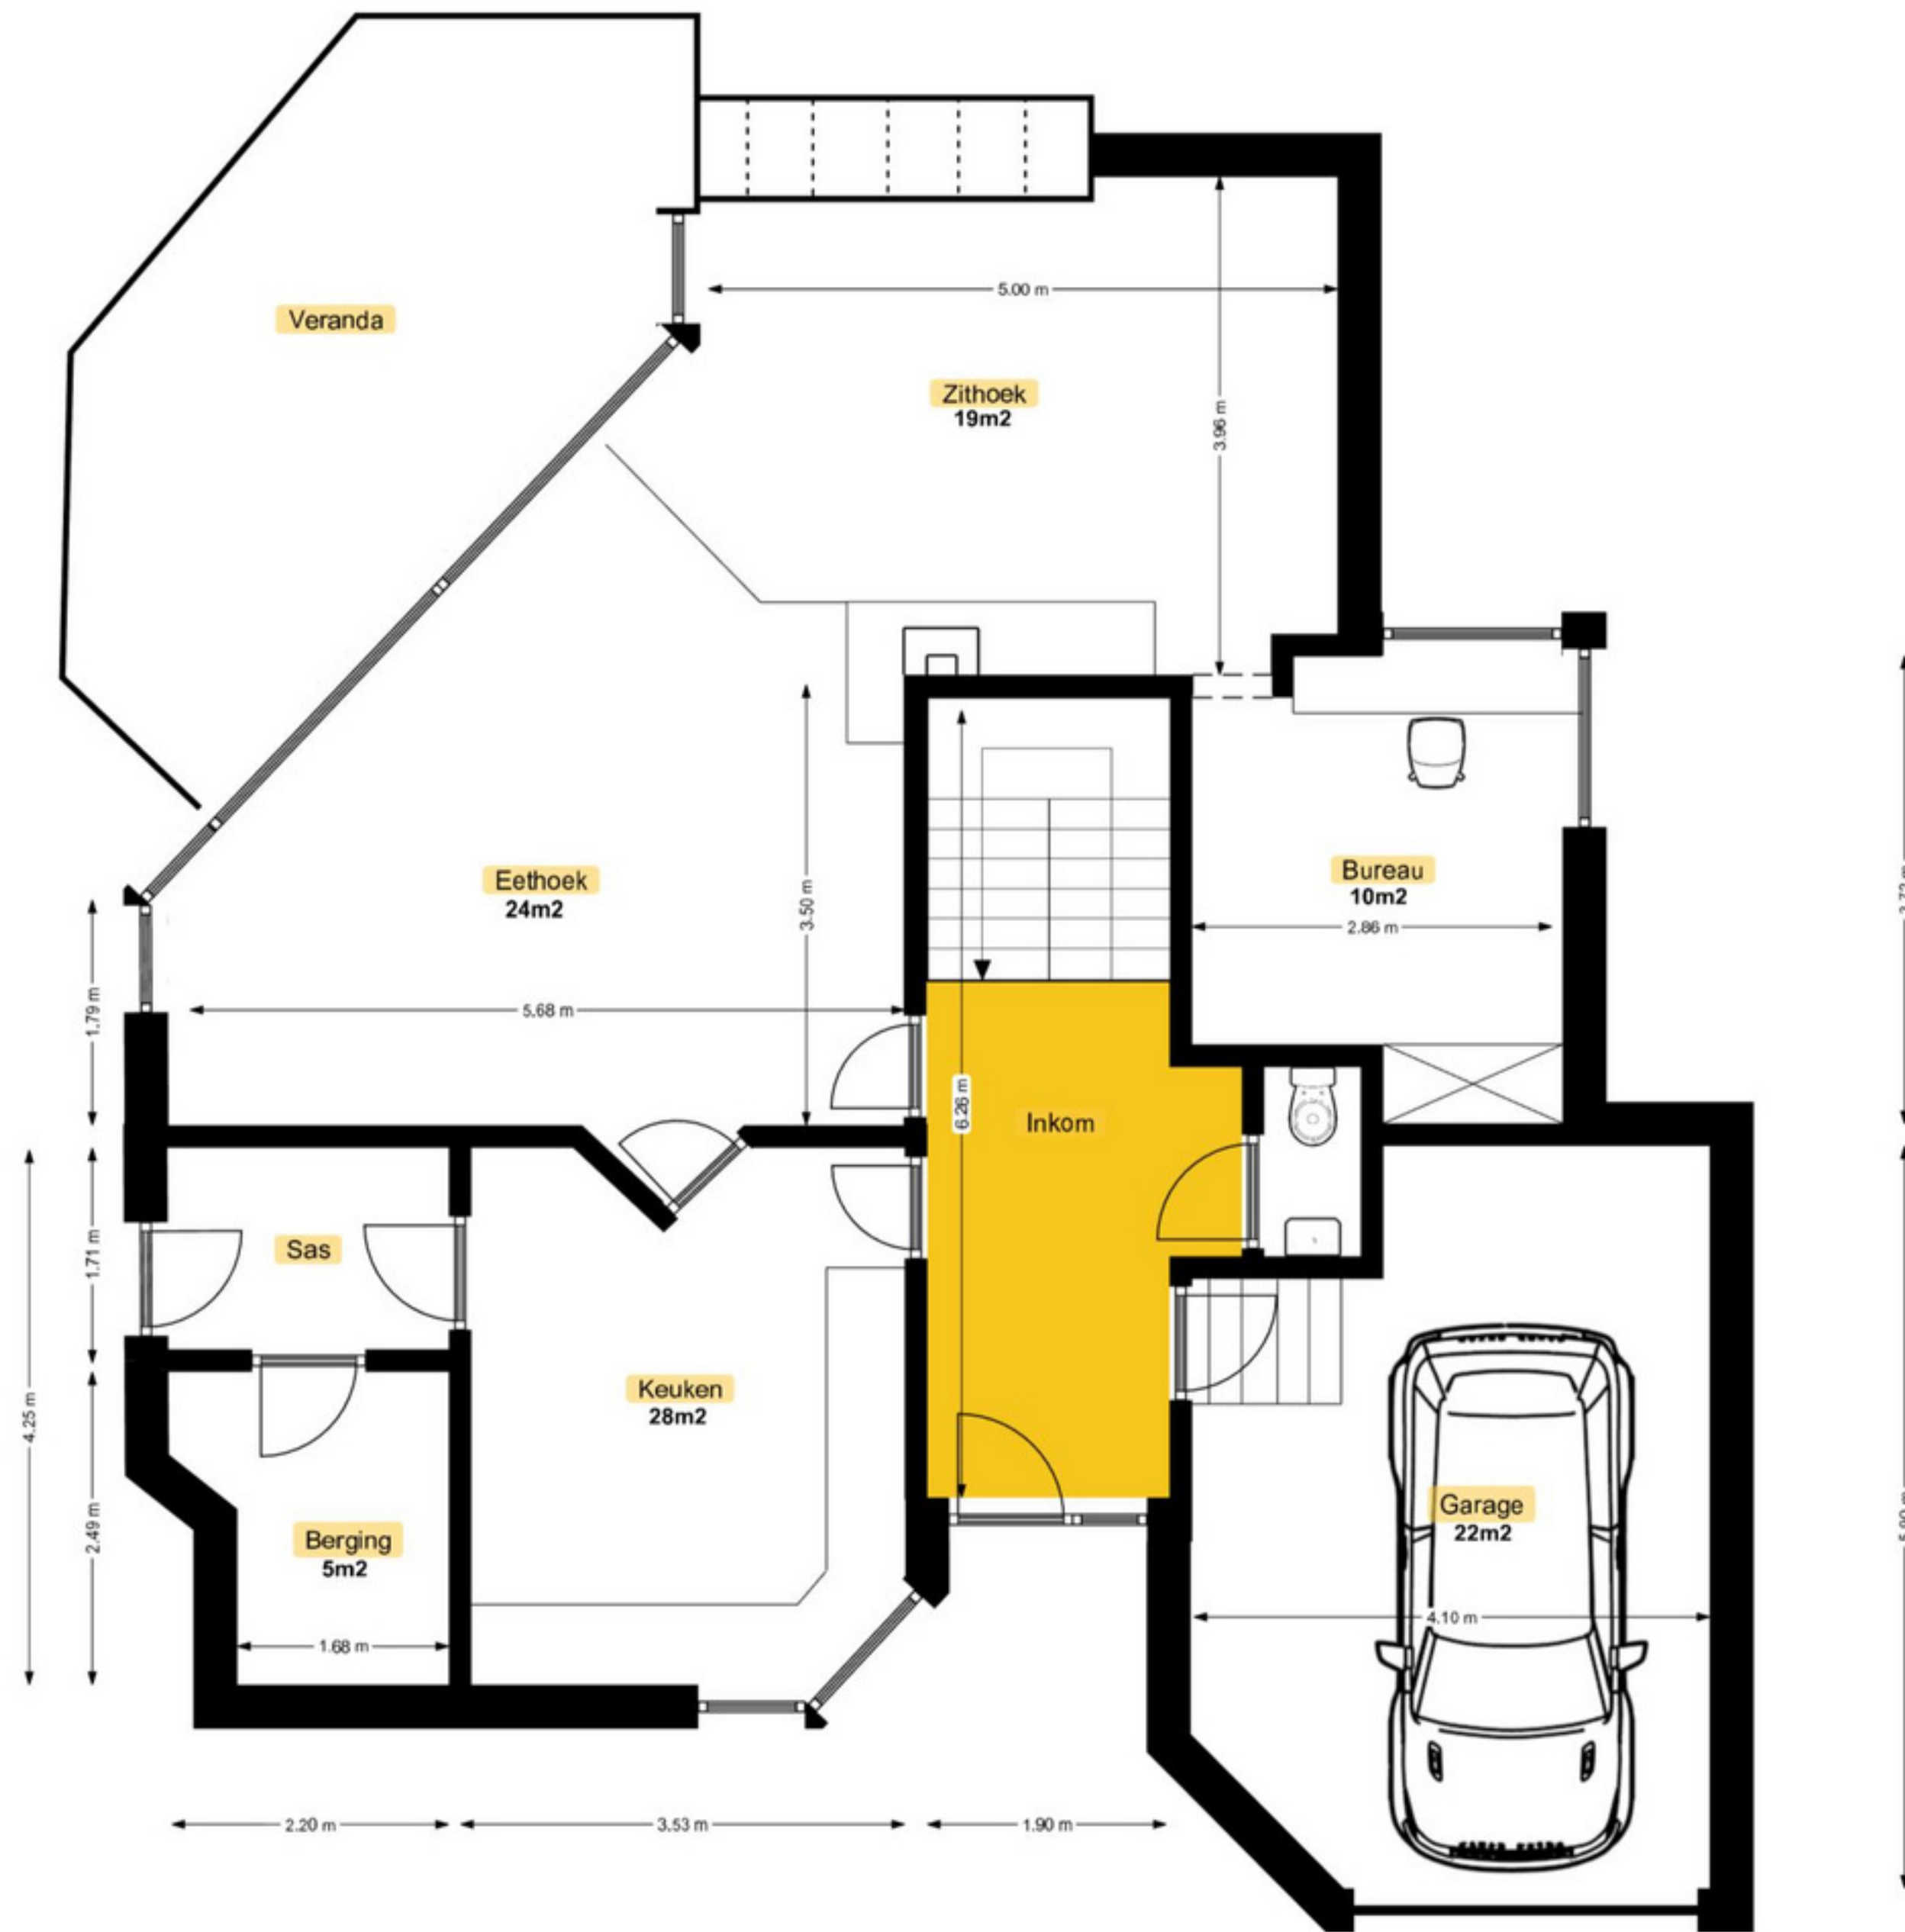 Veranda
5.00 m
Zithoek
19m2
3.96 m
Eethoek
24m2
3.50 m
Bureau
10m2
2.86 m
1.79 m
5.68 m
6.26 m
Inkom
1.71 m
Sas
4.25 m
Keuken
28m2
2.49 m
Berging
5m2
Garage
22m2
1.68 m
4.10 m
2.20 m
3.53 m
1.90 m